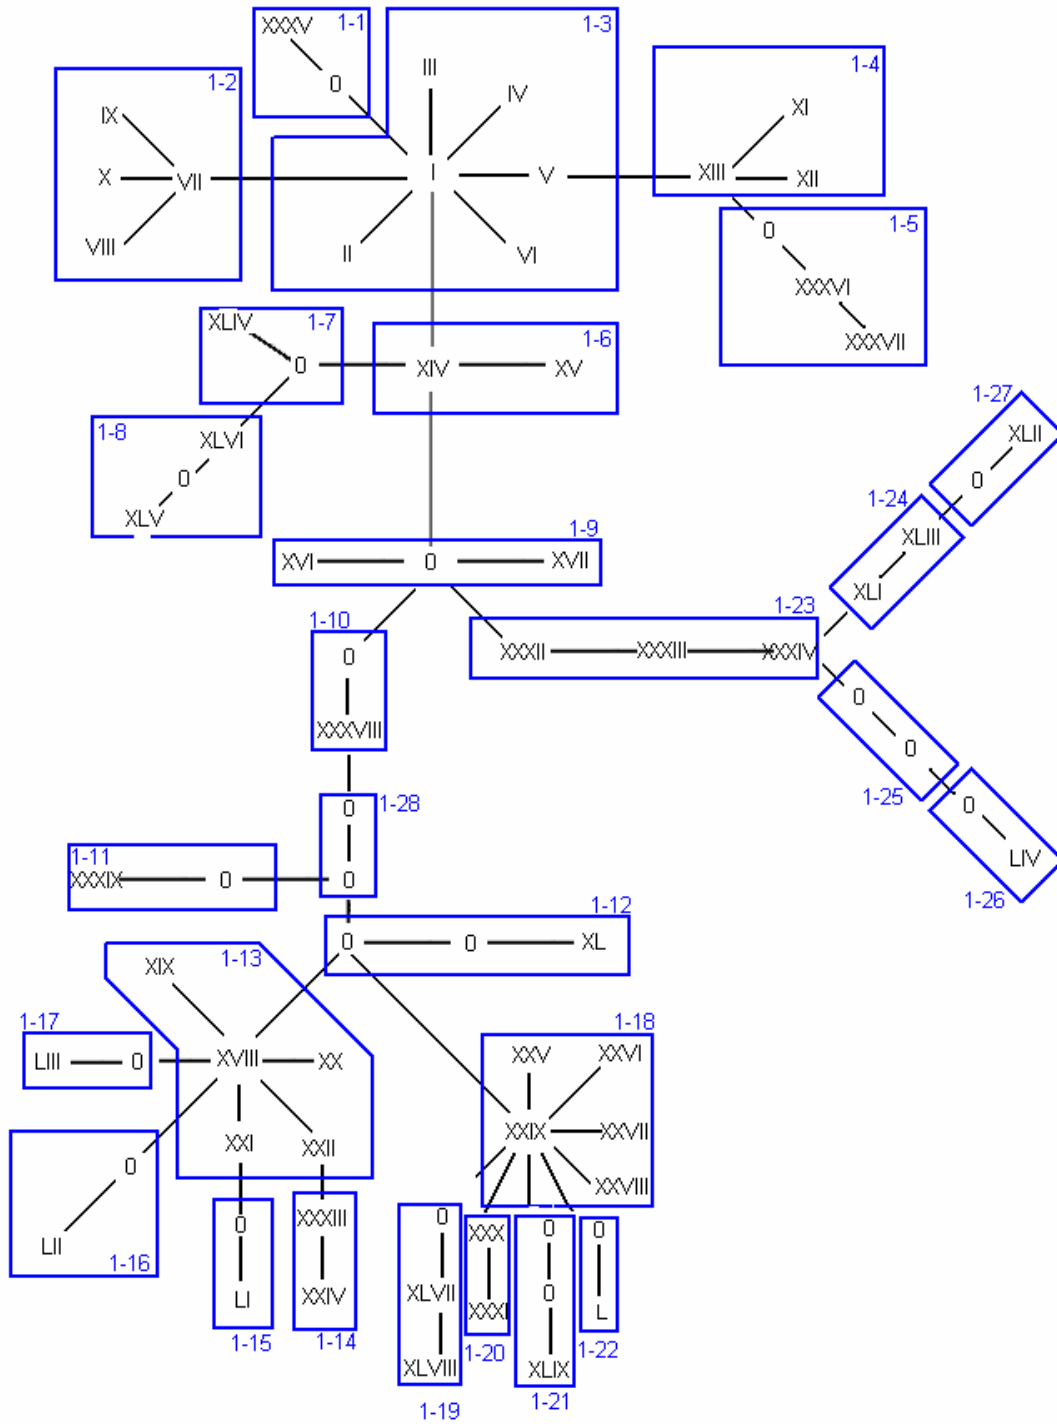 XXXV 1-1 1-3
1-2 0 III IV 1-4
IX XI
X VII I V XIII XII
VIII II VI 0 1-5
XXXVI
XLIV 1-7 1-6 XXXVII
0 XIV XV
1-8 XLVI 1-27
0 XLII
XLV 1-24 0
1-9 XLIII
XVI 0 XVII XLI
1-10 1-23
0 XXXII XXXIII XXXIV
XXXVIII 0
0
1-28 0 1-25 0
1-11 LIV
XXXIX 0 0 1-26
1-12
0 0 XL
XIX 1-13
1-17 1-18
LIII 0 XVIII XX XXV XXVI
XXI XXII XXIX XXVII
0 XXVIII
LII 0 XXXIII 0 XXX 0 0
1-16 LI XXIV XLVII XXXI 0 L
1-15 1-14 XLVIII 1-20 XLIX 1-22
1-19 1-21